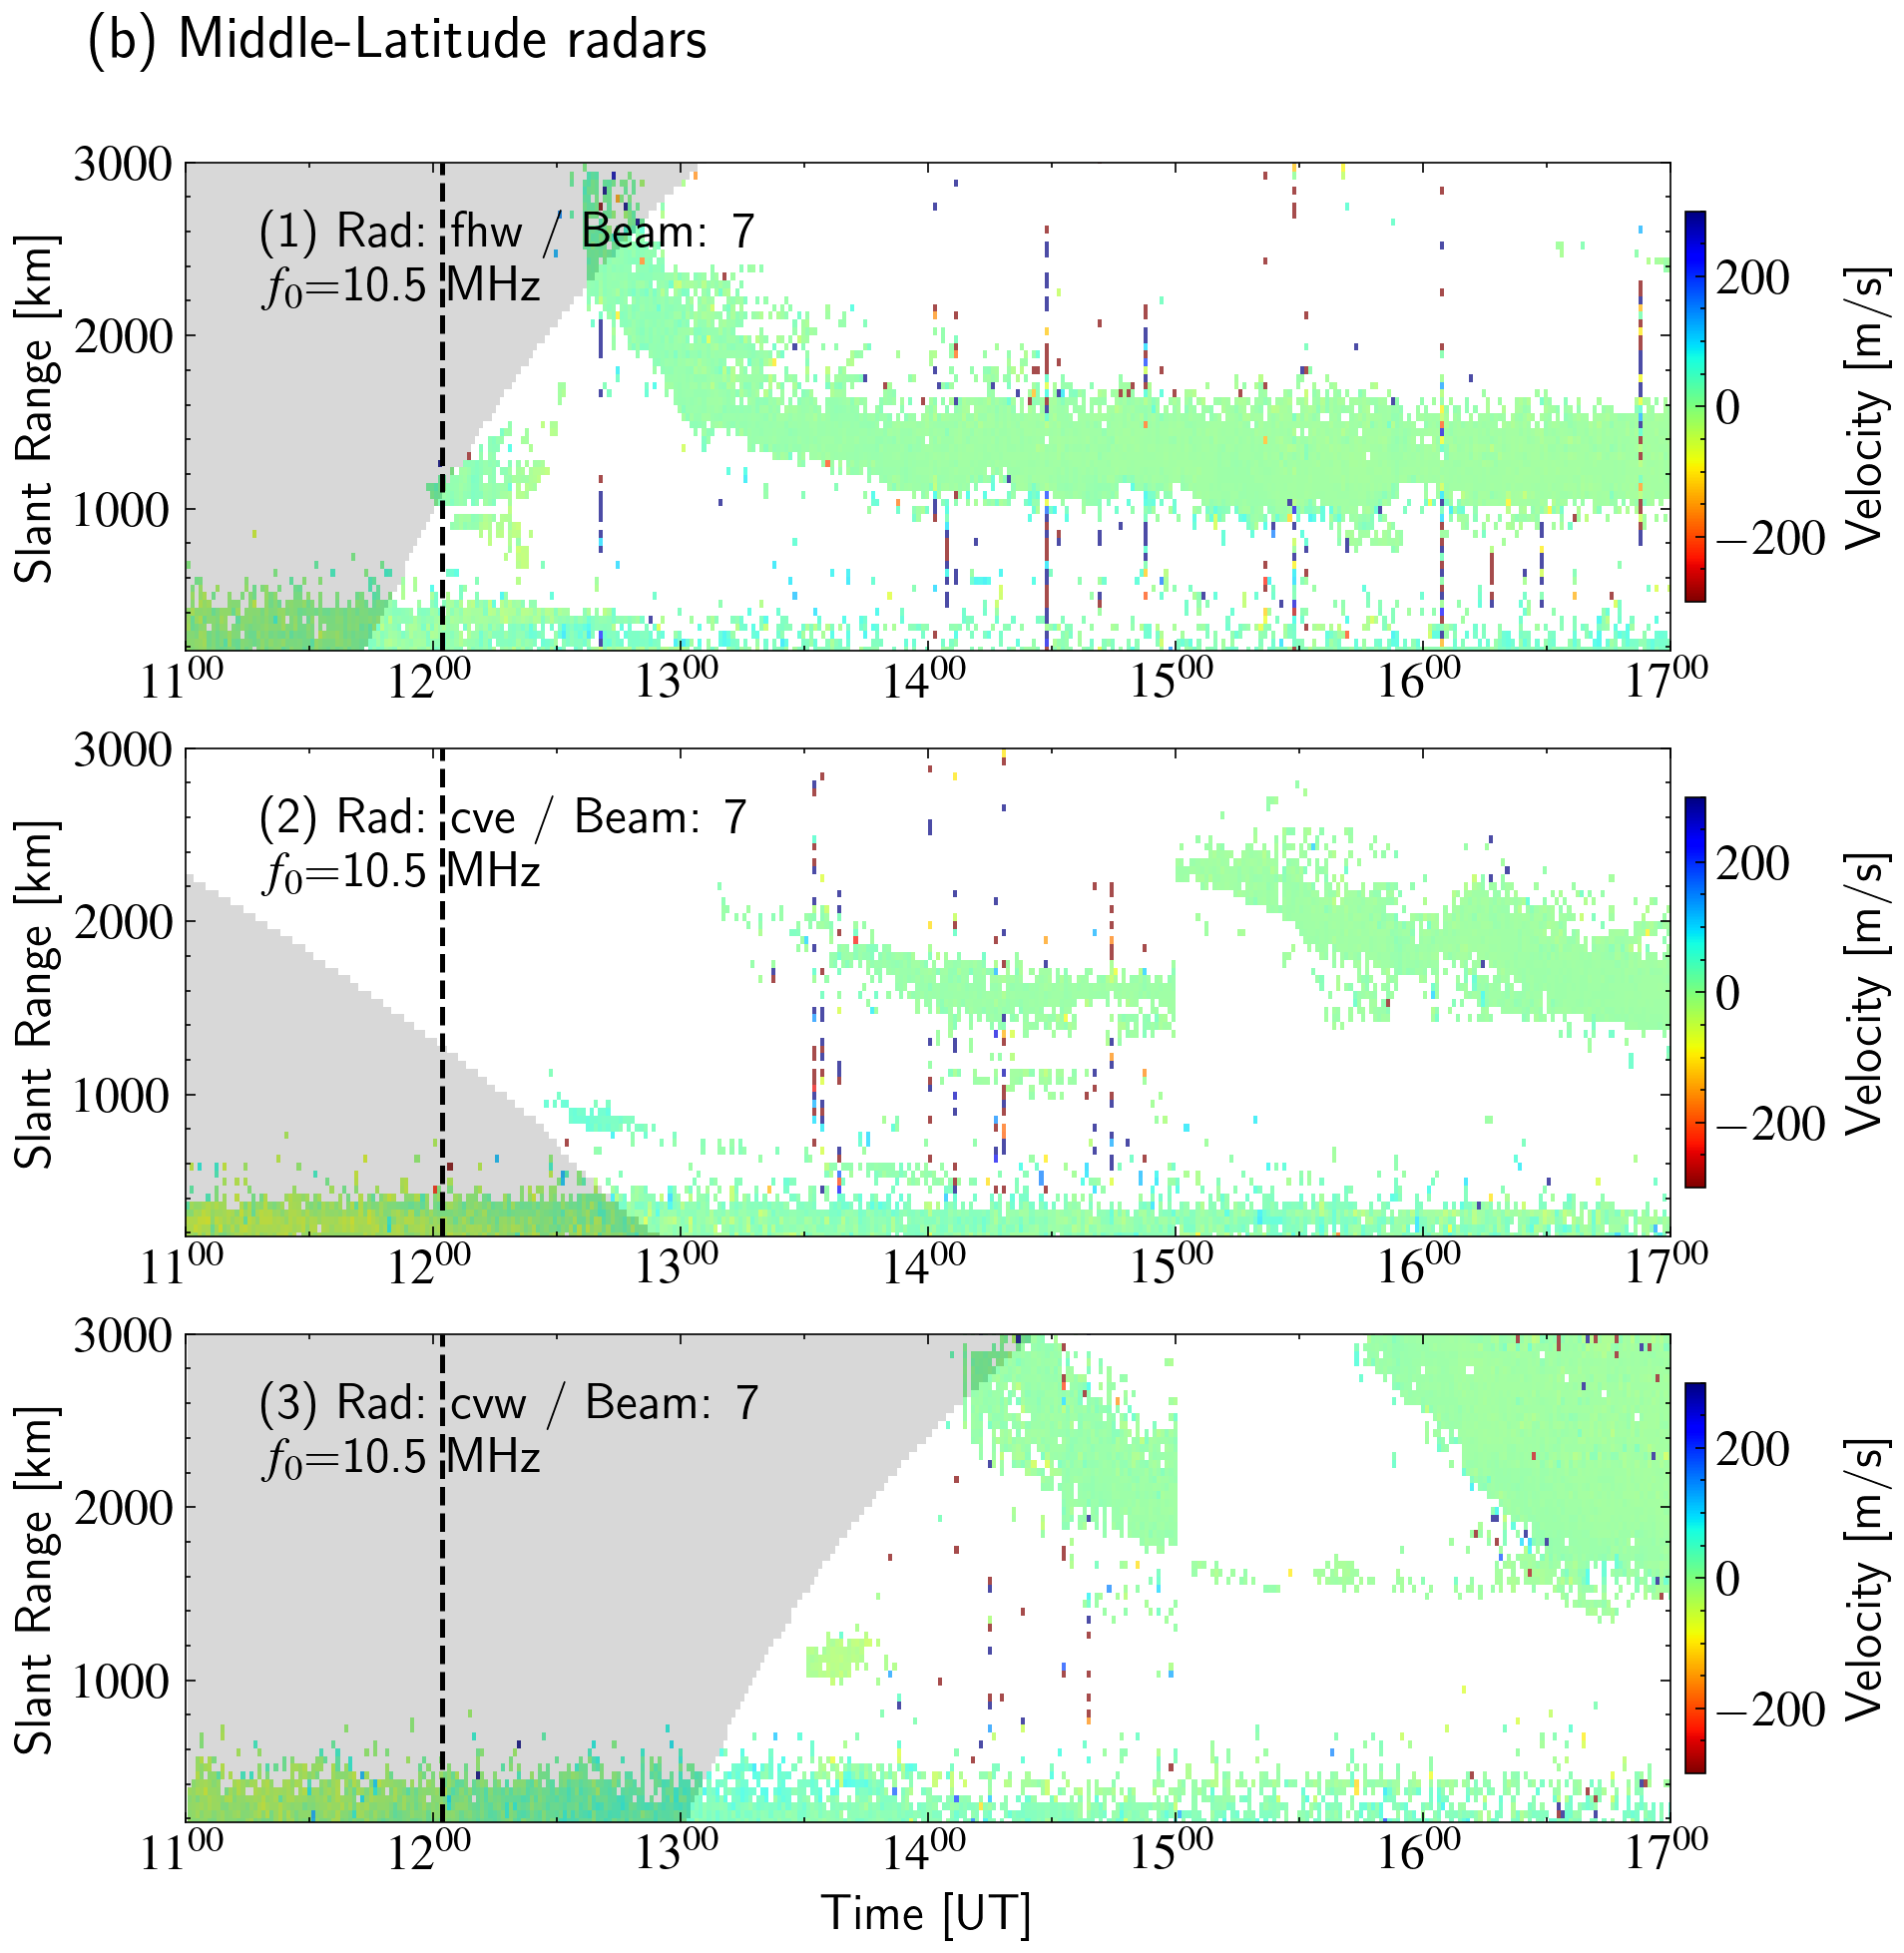 (b) Middle-Latitude radars
3000
2000
1000
Slant Range [km]
(1) Rad: fhw / Beam: 7
f₀=10.5 MHz
11⁰⁰ 12⁰⁰ 13⁰⁰ 14⁰⁰ 15⁰⁰ 16⁰⁰ 17⁰⁰
200
0
−200
Velocity [m/s]
3000
2000
1000
Slant Range [km]
(2) Rad: cve / Beam: 7
f₀=10.5 MHz
11⁰⁰ 12⁰⁰ 13⁰⁰ 14⁰⁰ 15⁰⁰ 16⁰⁰ 17⁰⁰
200
0
−200
Velocity [m/s]
3000
2000
1000
Slant Range [km]
(3) Rad: cvw / Beam: 7
f₀=10.5 MHz
11⁰⁰ 12⁰⁰ 13⁰⁰ 14⁰⁰ 15⁰⁰ 16⁰⁰ 17⁰⁰
200
0
−200
Velocity [m/s]
Time [UT]